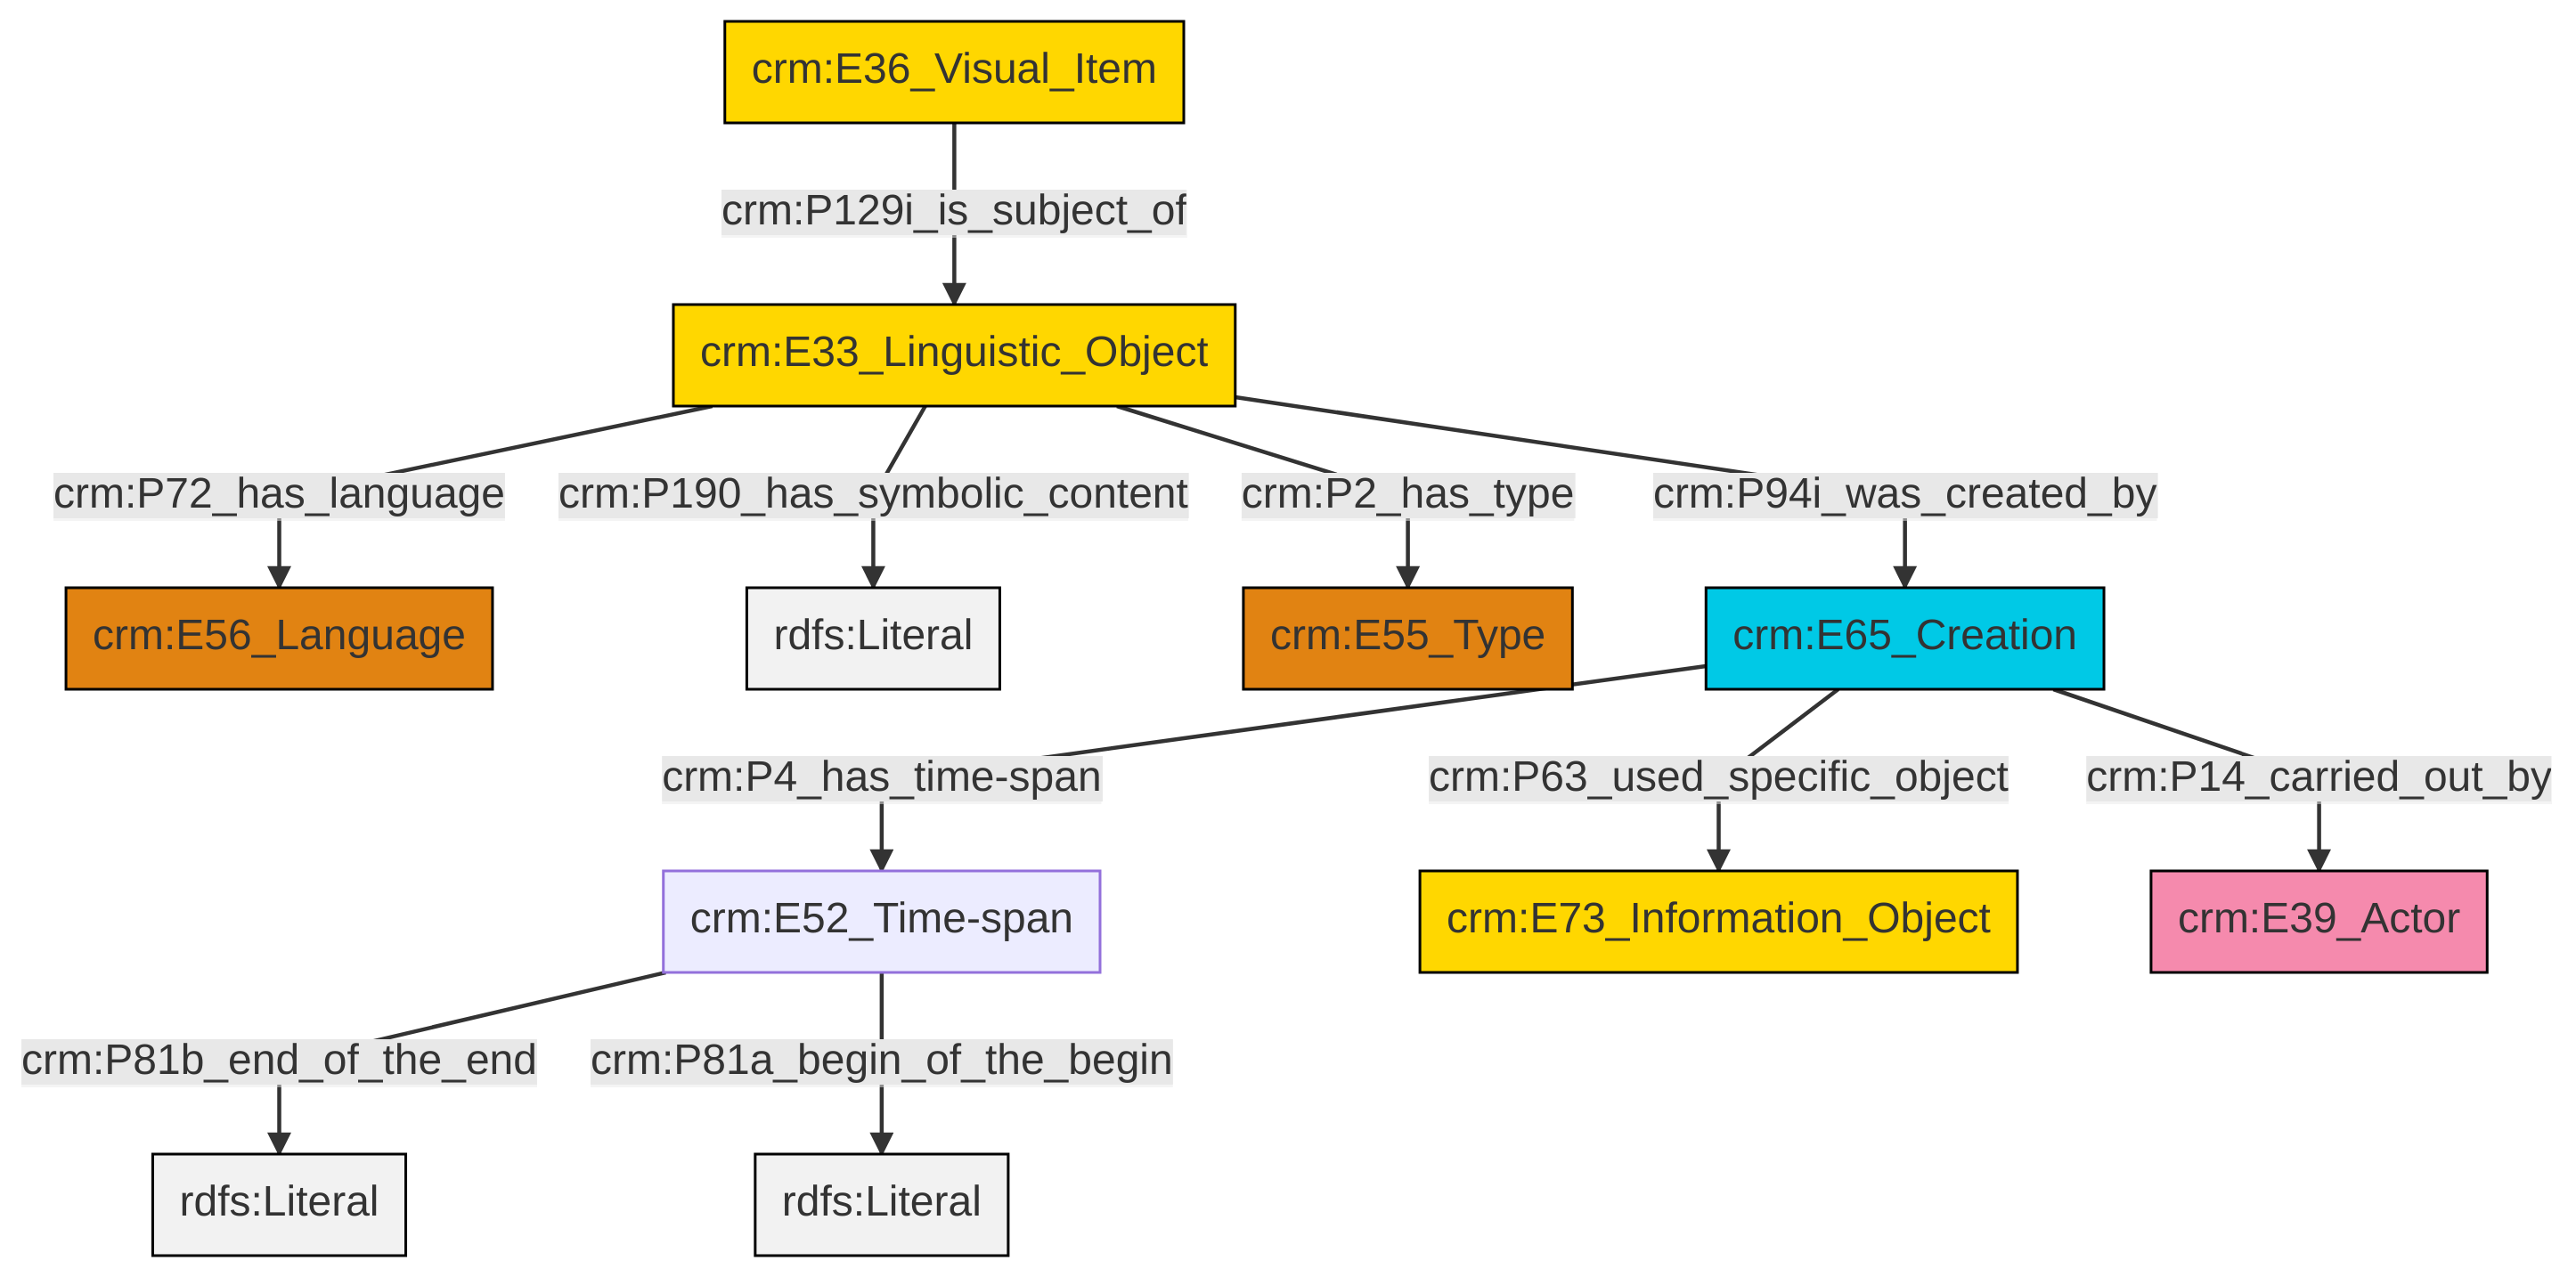 crm:E36_Visual_Item
crm:P129i_is_subject_of
crm:E33_Linguistic_Object
crm:P72_has_language
crm:P190_has_symbolic_content
crm:P2_has_type
crm:P94i_was_created_by
crm:E56_Language
rdfs:Literal
crm:E55_Type
crm:E65_Creation
crm:P4_has_time-span
crm:P63_used_specific_object
crm:P14_carried_out_by
crm:E52_Time-span
crm:E73_Information_Object
crm:E39_Actor
crm:P81b_end_of_the_end
crm:P81a_begin_of_the_begin
rdfs:Literal
rdfs:Literal